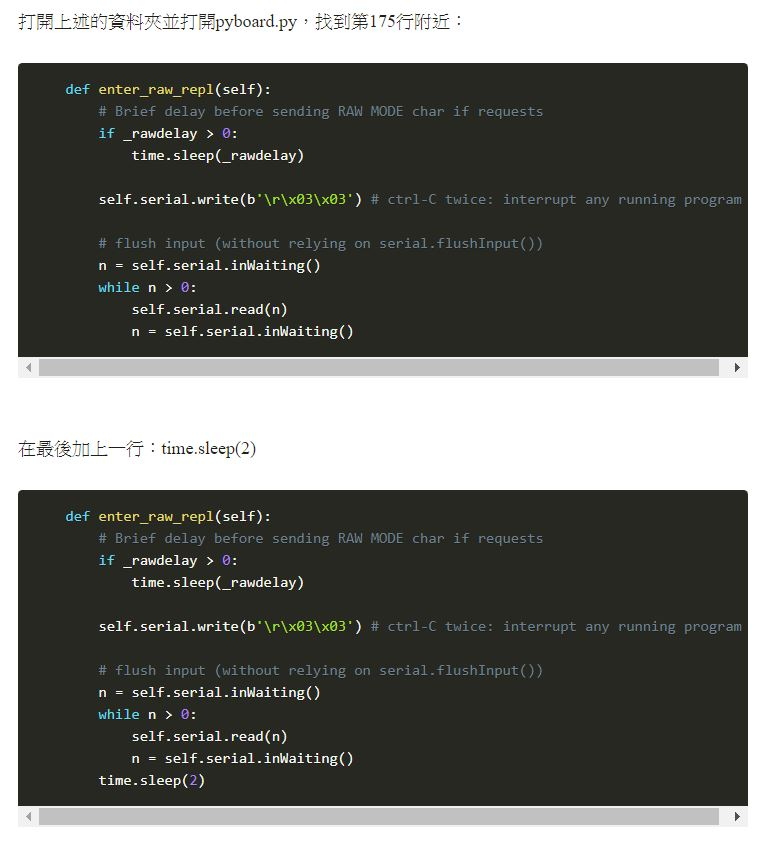 打開上述的資料夾並打開pyboard.py，找到第175行附近：
def enter_raw_repl(self):
# Brief delay before sending RAW MODE char if requests
if _rawdelay > 0:
time.sleep(_rawdelay)
self.serial.write(b'\r\x03\x03') # ctrl-C twice: interrupt any running program
# flush input (without relying on serial.flushInput())
n = self.serial.inWaiting()
while n > 0:
self.serial.read(n)
n = self.serial.inWaiting()
在最後加上一行：time.sleep(2)
def enter_raw_repl(self):
# Brief delay before sending RAW MODE char if requests
if _rawdelay > 0:
time.sleep(_rawdelay)
self.serial.write(b'\r\x03\x03') # ctrl-C twice: interrupt any running program
# flush input (without relying on serial.flushInput())
n = self.serial.inWaiting()
while n > 0:
self.serial.read(n)
n = self.serial.inWaiting()
time.sleep(2)